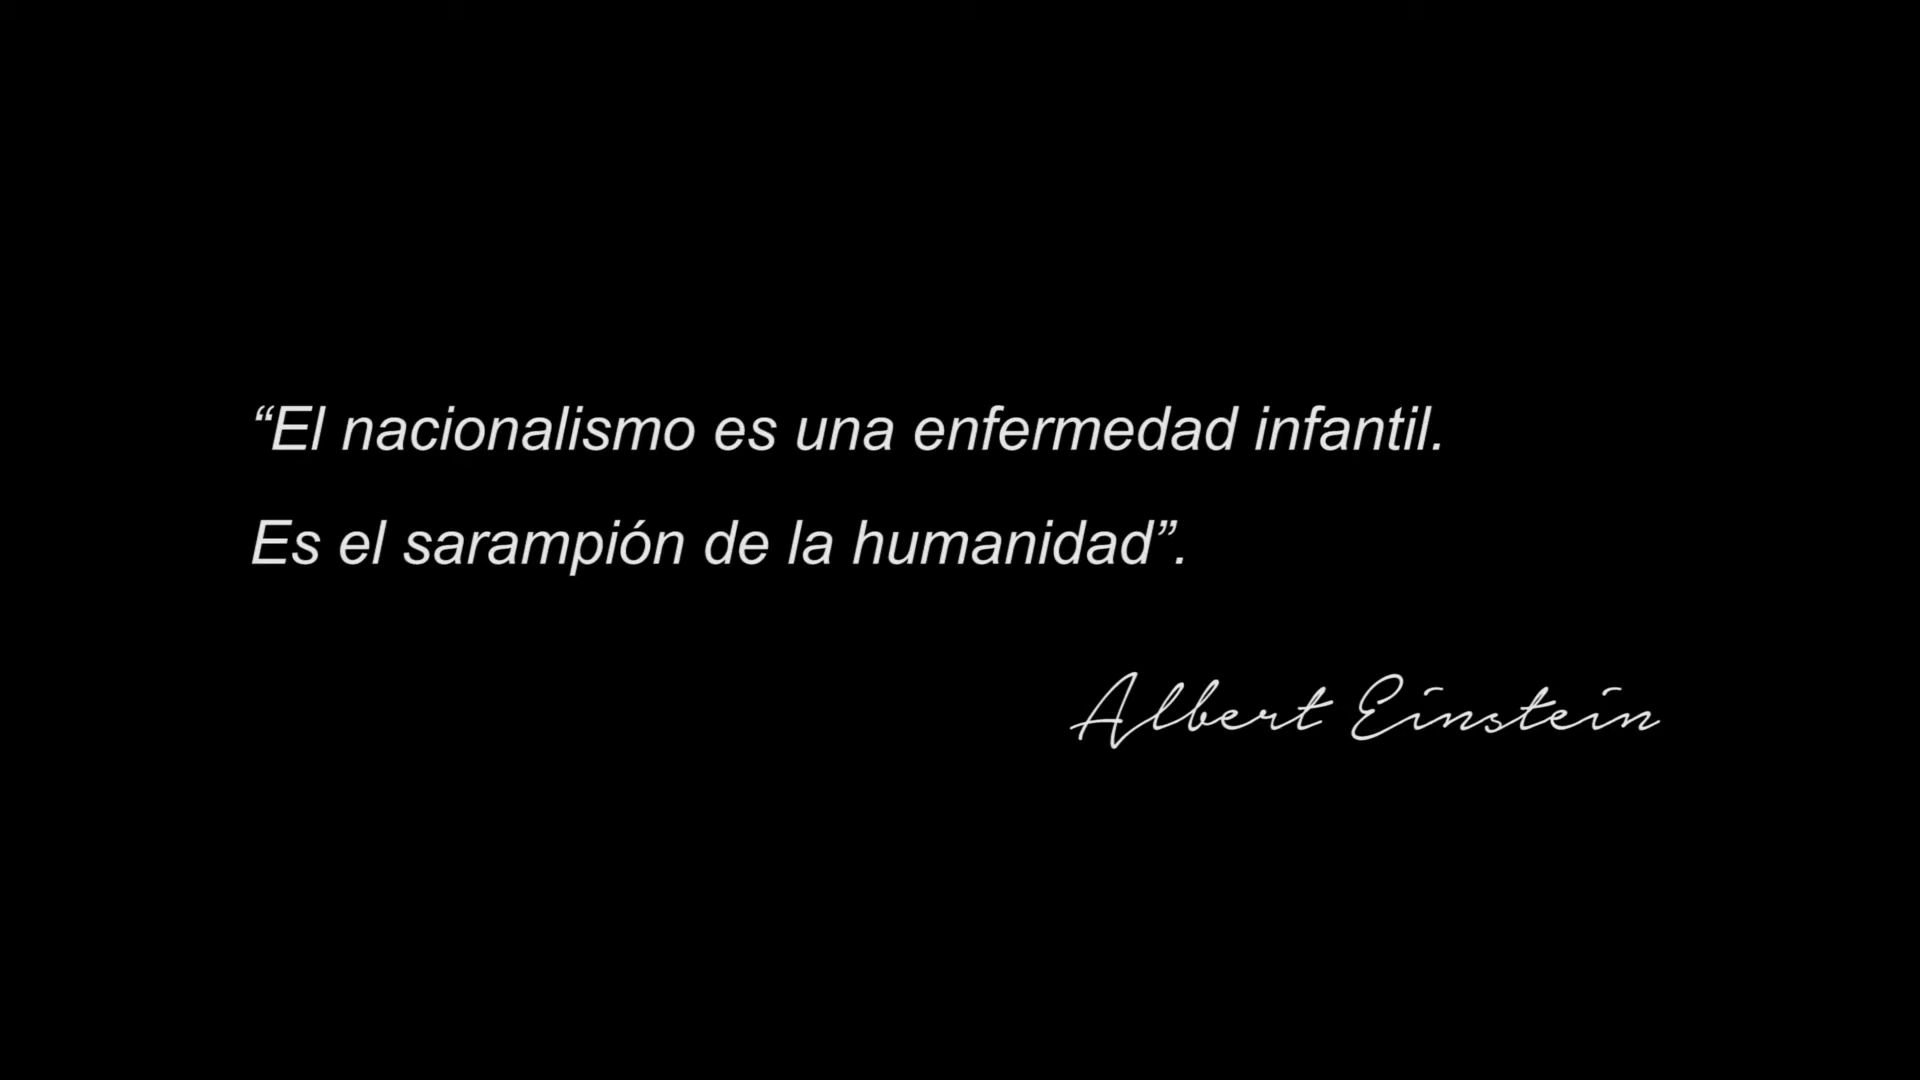 “El nacionalismo es una enfermedad infantil.
Es el sarampión de la humanidad”.
Albert Einstein